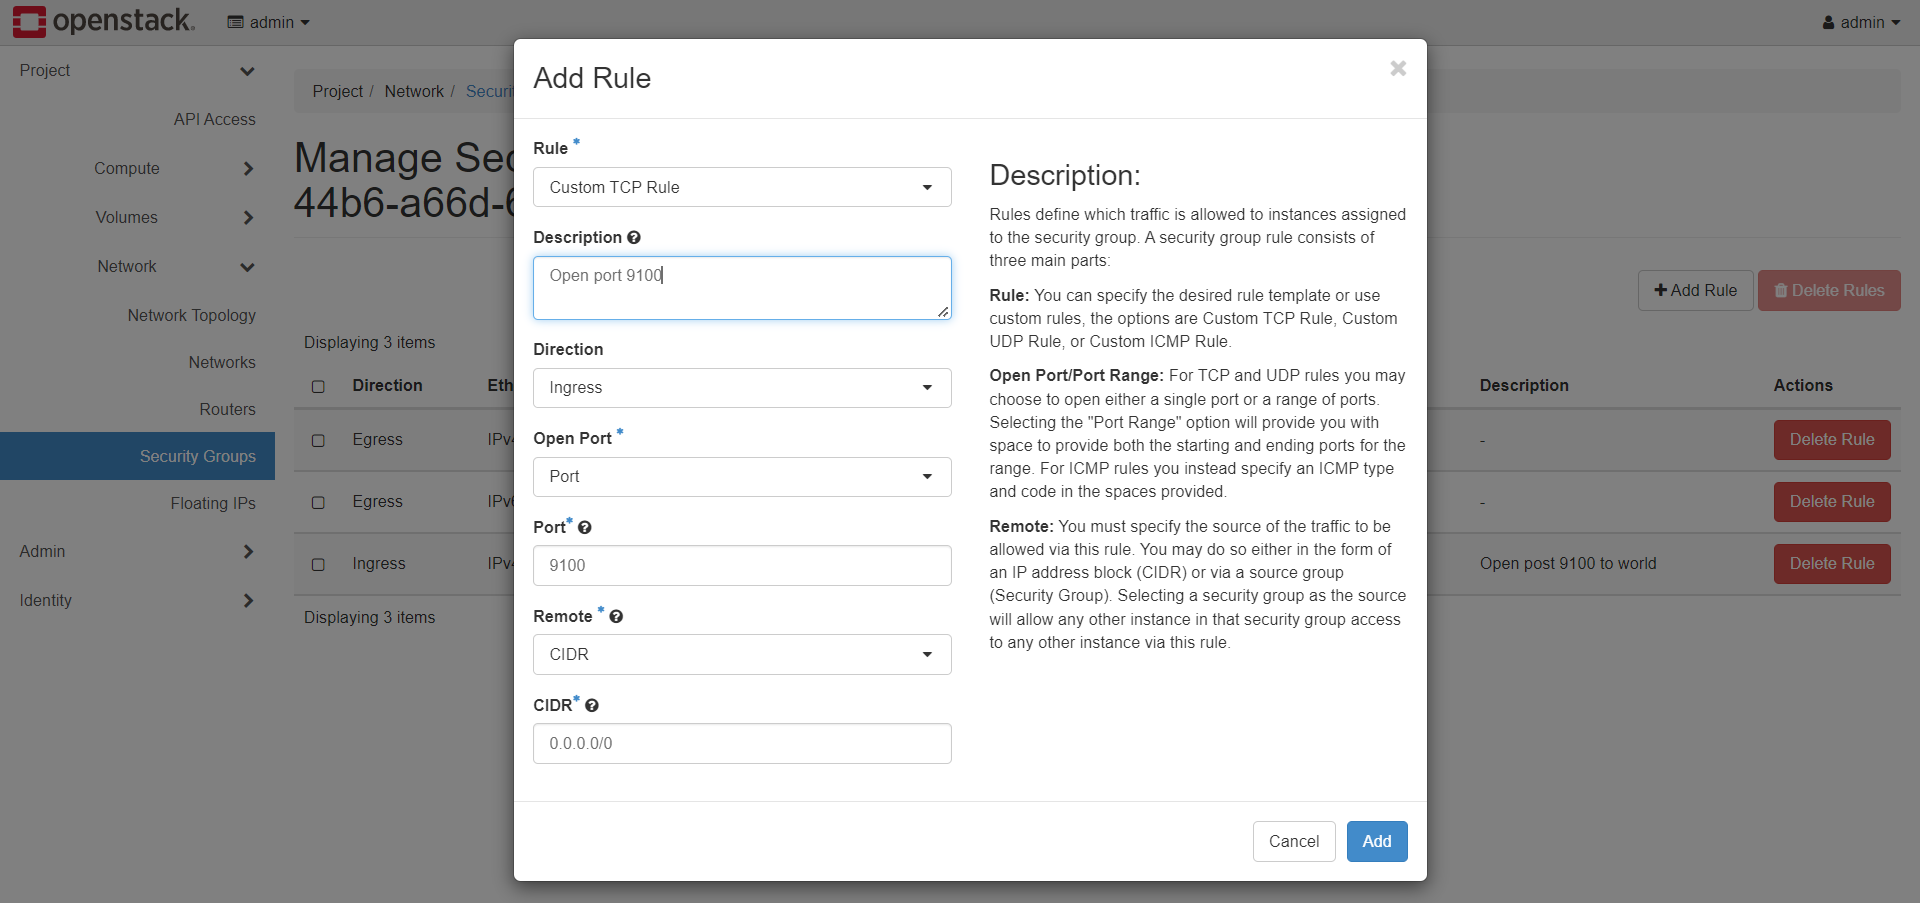 openstack.
admin
admin
Project
API Access
Compute
Volumes
Network
Network Topology
Networks
Routers
Security Groups
Floating IPs
Admin
Identity
Project / Network / Securi
Manage Sec
44b6-a66d-6
Add Rule
Delete Rules
Displaying 3 items
Direction Eth Description Actions
Egress IPv4 - Delete Rule
Egress IPv6 - Delete Rule
Ingress IPv4 Open post 9100 to world Delete Rule
Displaying 3 items
Add Rule
Rule *
Custom TCP Rule
Description
Open port 9100
Direction
Ingress
Open Port *
Port
Port*
9100
Remote *
CIDR
CIDR*
0.0.0.0/0
Description:
Rules define which traffic is allowed to instances assigned
to the security group. A security group rule consists of
three main parts:
Rule: You can specify the desired rule template or use
custom rules, the options are Custom TCP Rule, Custom
UDP Rule, or Custom ICMP Rule.
Open Port/Port Range: For TCP and UDP rules you may
choose to open either a single port or a range of ports.
Selecting the "Port Range" option will provide you with
space to provide both the starting and ending ports for the
range. For ICMP rules you instead specify an ICMP type
and code in the spaces provided.
Remote: You must specify the source of the traffic to be
allowed via this rule. You may do so either in the form of
an IP address block (CIDR) or via a source group
(Security Group). Selecting a security group as the source
will allow any other instance in that security group access
to any other instance via this rule.
Cancel
Add